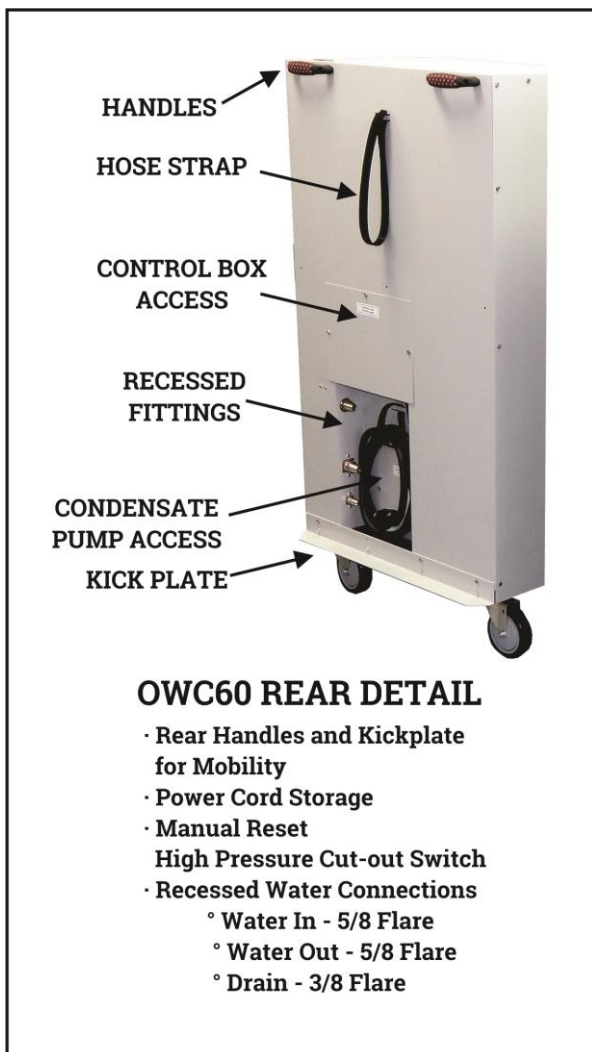 HANDLES
HOSE STRAP
CONTROL BOX
ACCESS
RECESSED
FITTINGS
CONDENSATE
PUMP ACCESS
KICK PLATE
OWC60 REAR DETAIL
· Rear Handles and Kickplate
for Mobility
· Power Cord Storage
· Manual Reset
High Pressure Cut-out Switch
· Recessed Water Connections
° Water In - 5/8 Flare
° Water Out - 5/8 Flare
° Drain - 3/8 Flare